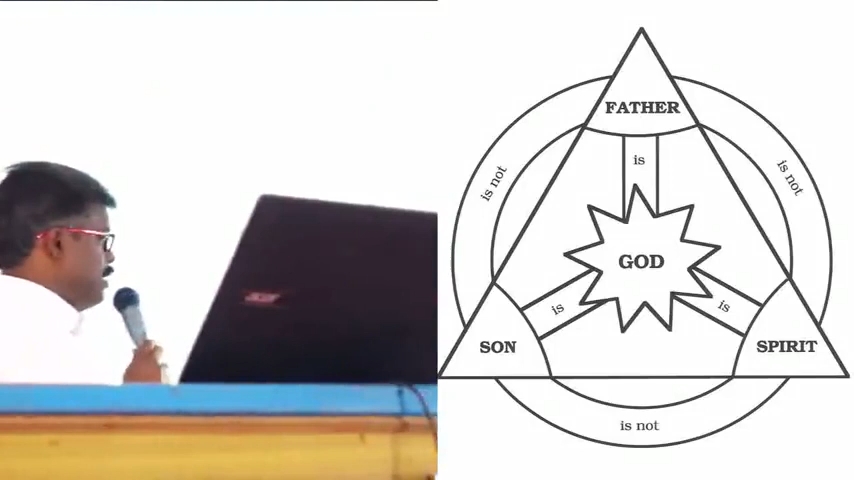 FATHER
is
is not
is not
GOD
is
is
SON
SPIRIT
is not
acer